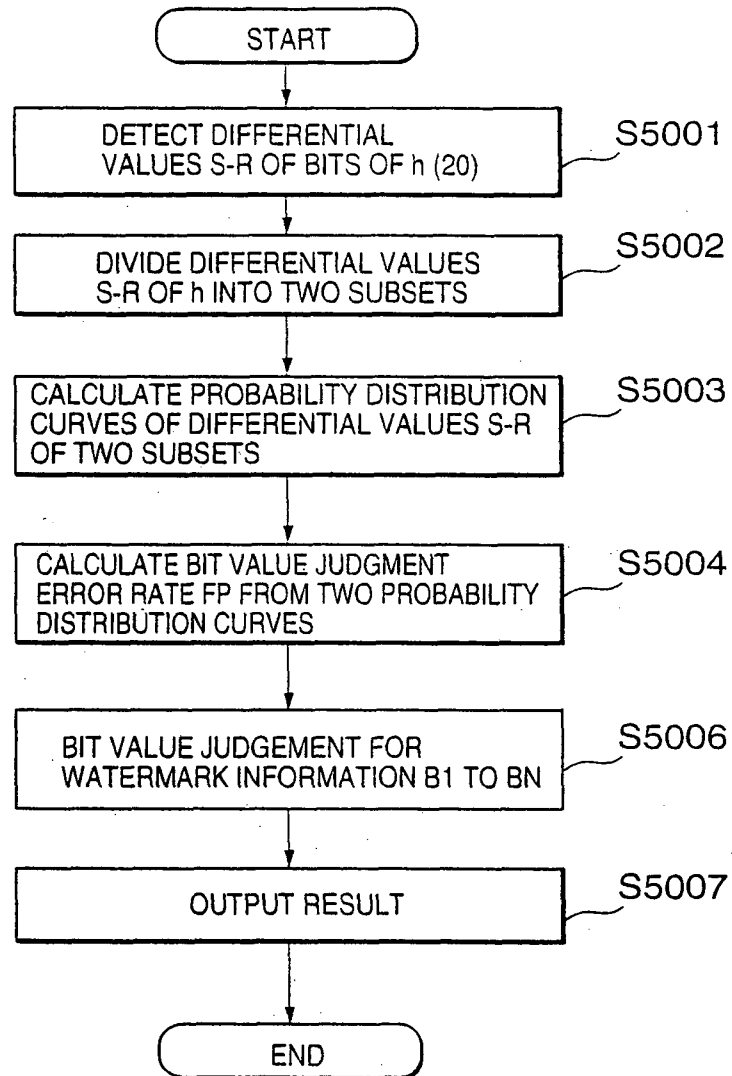 START
DETECT DIFFERENTIAL
VALUES S-R OF BITS OF h (20)
S5001
DIVIDE DIFFERENTIAL VALUES
S-R OF h INTO TWO SUBSETS
S5002
CALCULATE PROBABILITY DISTRIBUTION
CURVES OF DIFFERENTIAL VALUES S-R
OF TWO SUBSETS
S5003
CALCULATE BIT VALUE JUDGMENT
ERROR RATE FP FROM TWO PROBABILITY
DISTRIBUTION CURVES
S5004
BIT VALUE JUDGEMENT FOR
WATERMARK INFORMATION B1 TO BN
S5006
OUTPUT RESULT
S5007
END